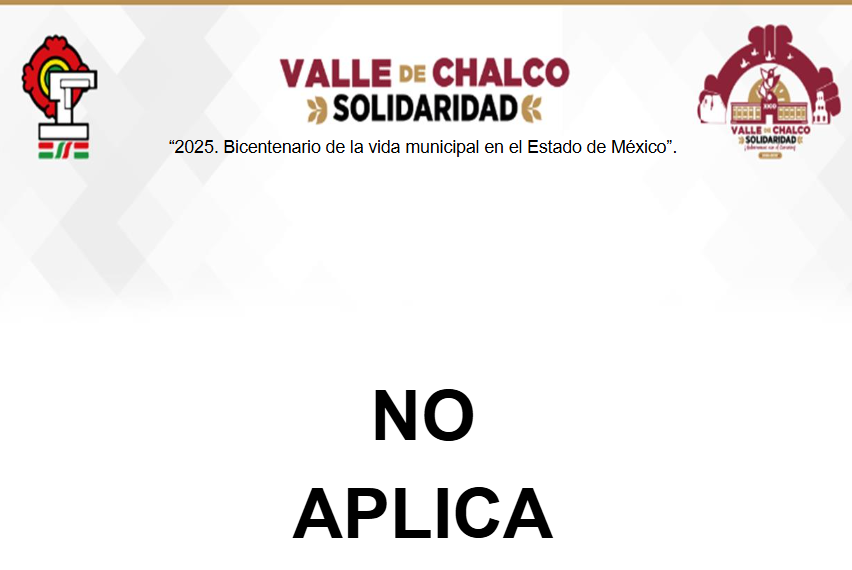 VALLE DE CHALCO
SOLIDARIDAD
“2025. Bicentenario de la vida municipal en el Estado de México”.
VALLE DE CHALCO
SOLIDARIDAD
NO
APLICA